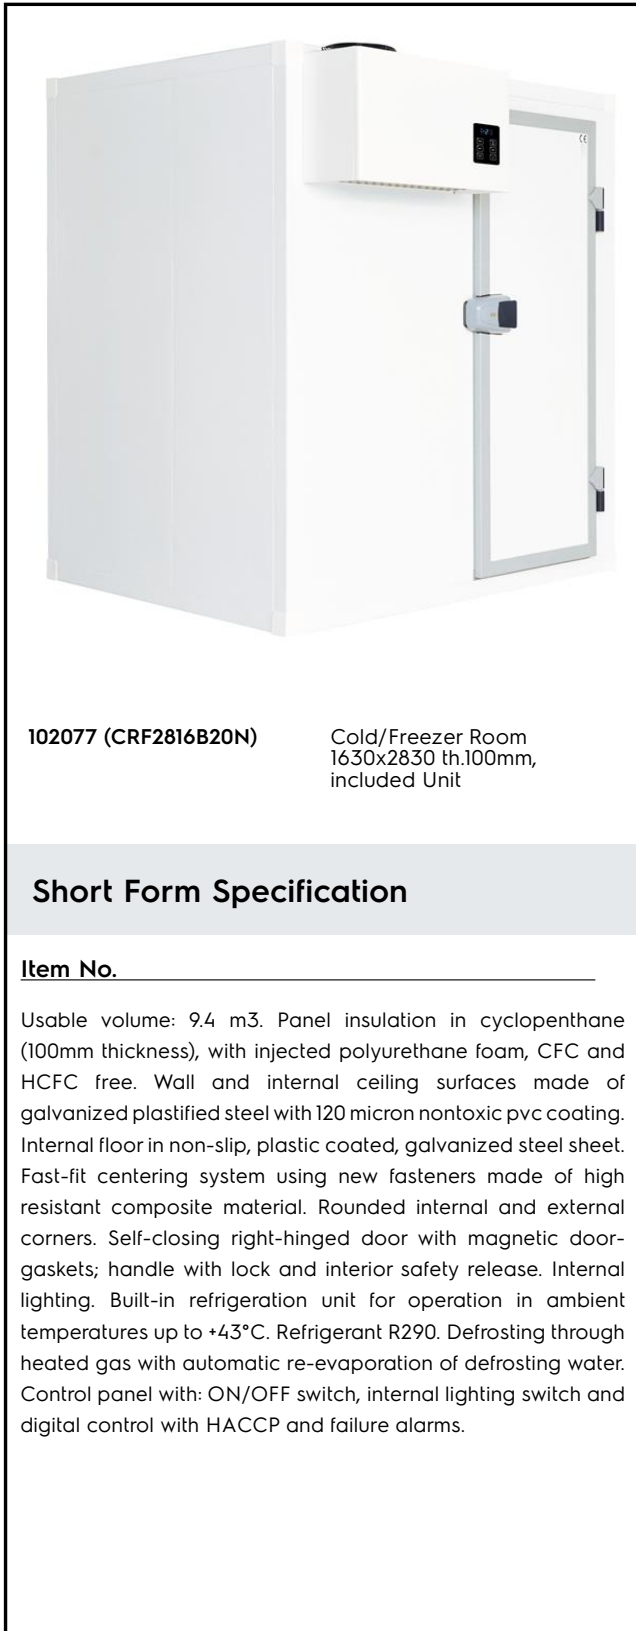 CE
102077 (CRF2816B20N)
Cold/Freezer Room
1630x2830 th.100mm,
included Unit
Short Form Specification
Item No.
Usable volume: 9.4 m3. Panel insulation in cyclopenthane
(100mm thickness), with injected polyurethane foam, CFC and
HCFC free. Wall and internal ceiling surfaces made of
galvanized plastified steel with 120 micron nontoxic pvc coating.
Internal floor in non-slip, plastic coated, galvanized steel sheet.
Fast-fit centering system using new fasteners made of high
resistant composite material. Rounded internal and external
corners. Self-closing right-hinged door with magnetic door-
gaskets; handle with lock and interior safety release. Internal
lighting. Built-in refrigeration unit for operation in ambient
temperatures up to +43°C. Refrigerant R290. Defrosting through
heated gas with automatic re-evaporation of defrosting water.
Control panel with: ON/OFF switch, internal lighting switch and
digital control with HACCP and failure alarms.